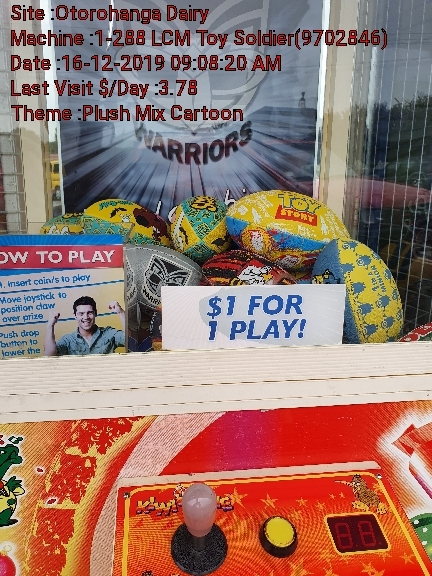 Site :Otorohanga Dairy
Machine :1-288 LCM Toy Soldier(9702846)
Date :16-12-2019 09:08:20 AM
Last Visit $/Day :3.78
Theme :Plush Mix Cartoon
WARRIORS
TOY
STORY
OW TO PLAY
1. Insert coin/s to play
Move joystick to
position claw
over prize
Push drop
button to
lower the
$1 FOR
1 PLAY!